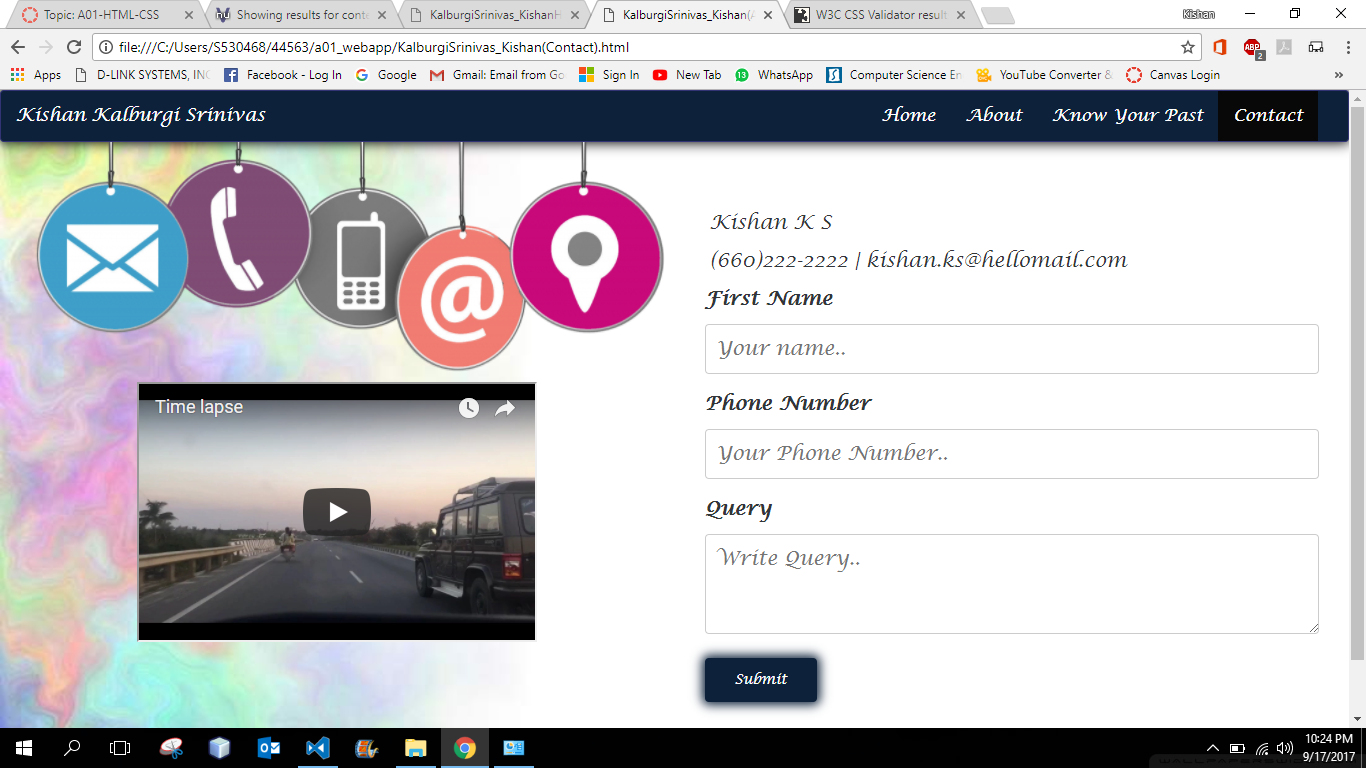 Topic: A01-HTML-CSS
Showing results for conte
KalburgiSrinivas_KishanH
KalburgiSrinivas_Kishan(A
W3C CSS Validator result
Kishan
file:///C:/Users/S530468/44563/a01_webapp/KalburgiSrinivas_Kishan(Contact).html
ABP
2
Apps
D-LINK SYSTEMS, INC
Facebook - Log In
Google
Gmail: Email from Go
Sign In
New Tab
13
WhatsApp
Computer Science En
YouTube Converter &
Canvas Login
»
Kishan Kalburgi Srinivas
Home
About
Know Your Past
Contact
@
Kishan K S
(660)222-2222 | kishan.ks@hellomail.com
First Name
Your name..
Phone Number
Your Phone Number..
Query
Write Query..
Submit
Time lapse
10:24 PM
9/17/2017